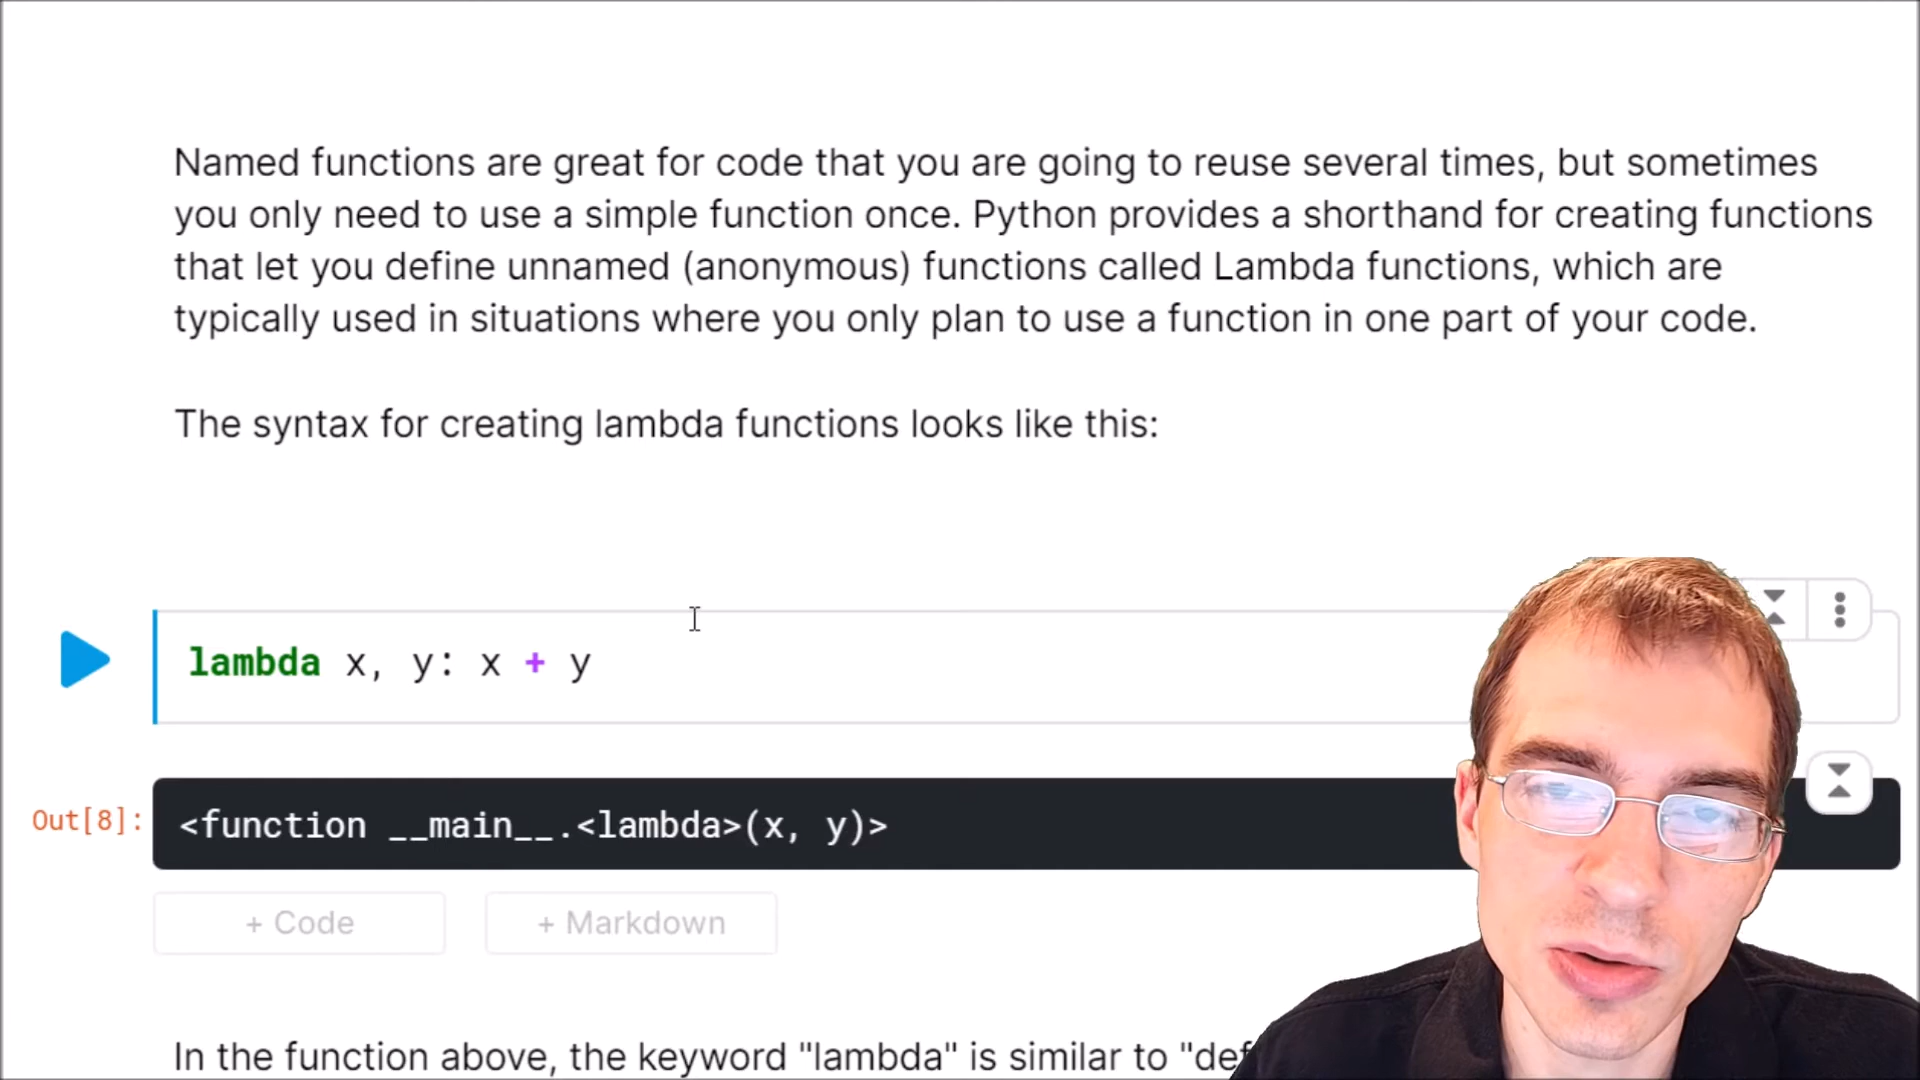 Named functions are great for code that you are going to reuse several times, but sometimes
you only need to use a simple function once. Python provides a shorthand for creating functions
that let you define unnamed (anonymous) functions called Lambda functions, which are
typically used in situations where you only plan to use a function in one part of your code.
The syntax for creating lambda functions looks like this:
lambda x, y: x + y
Out[8]: <function __main__.<lambda>(x, y)>
+ Code + Markdown
In the function above, the keyword "lambda" is similar to "def